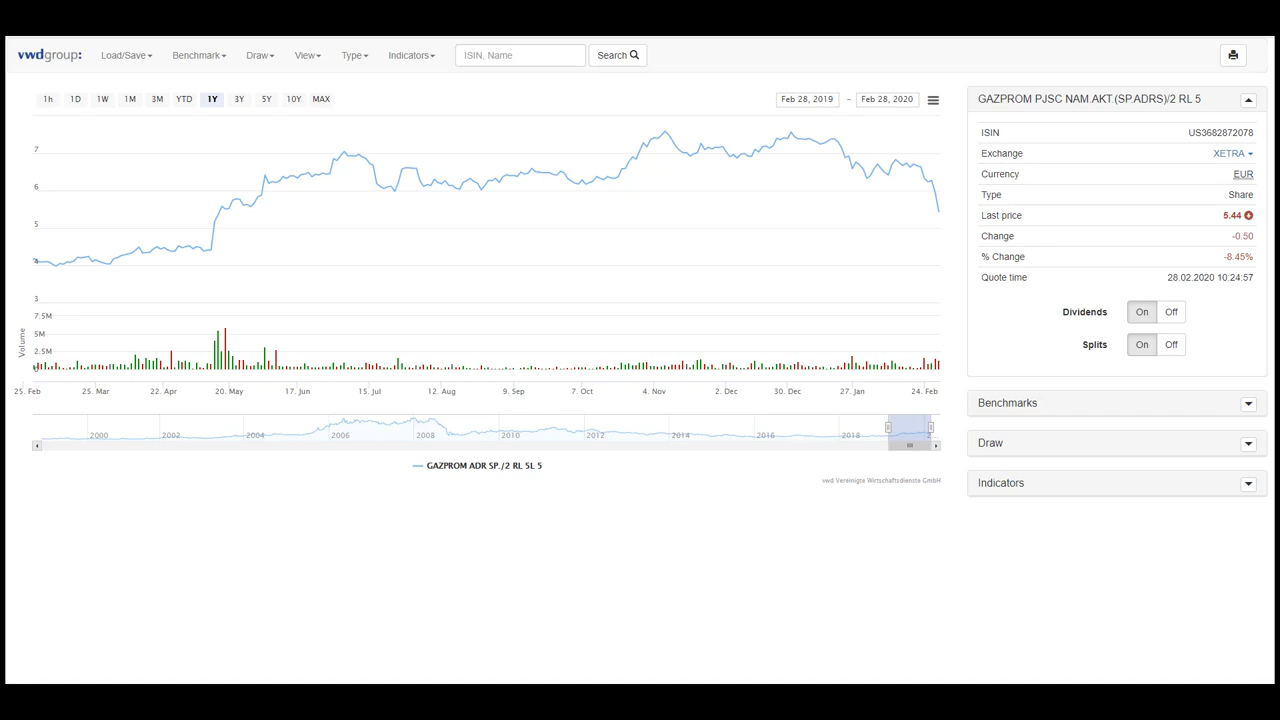 vwdgroup: Load/Save Benchmark Draw View Type Indicators ISIN, Name Search
1h 1D 1W 1M 3M YTD 1Y 3Y 5Y 10Y MAX Feb 28, 2019 – Feb 28, 2020
7
6
5
4
3
7.5M
5M
2.5M
0
Volume
25. Feb 25. Mar 22. Apr 20. May 17. Jun 15. Jul 12. Aug 9. Sep 7. Oct 4. Nov 2. Dec 30. Dec 27. Jan 24. Feb
2000 2002 2004 2006 2008 2010 2012 2014 2016 2018 2
GAZPROM ADR SP./2 RL 5L 5
vwd Vereinigte Wirtschaftsdienste GmbH
GAZPROM PJSC NAM.AKT.(SP.ADRS)/2 RL 5
ISIN US3682872078
Exchange XETRA
Currency EUR
Type Share
Last price 5.44
Change -0.50
% Change -8.45%
Quote time 28.02.2020 10:24:57
Dividends On Off
Splits On Off
Benchmarks
Draw
Indicators